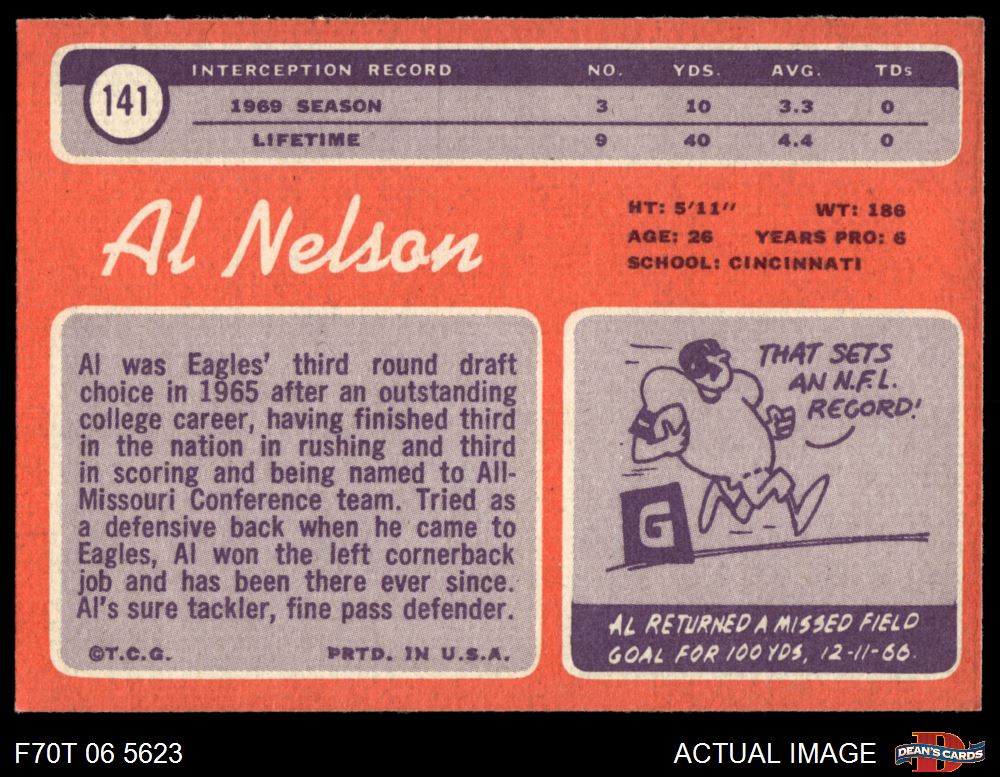 141
INTERCEPTION RECORD NO. YDS. AVG. TDs
1969 SEASON 3 10 3.3 0
LIFETIME 9 40 4.4 0
Al Nelson
HT: 5'11" WT: 186
AGE: 26 YEARS PRO: 6
SCHOOL: CINCINNATI
Al was Eagles' third round draft
choice in 1965 after an outstanding
college career, having finished third
in the nation in rushing and third
in scoring and being named to All-
Missouri Conference team. Tried as
a defensive back when he came to
Eagles, Al won the left cornerback
job and has been there ever since.
Al's sure tackler, fine pass defender.
©T.C.G. PRTD. IN U.S.A.
THAT SETS
AN N.F.L.
RECORD!
G
AL RETURNED A MISSED FIELD
GOAL FOR 100 YDS, 12-11-66.
F70T 06 5623
ACTUAL IMAGE
D
DEAN'S CARDS